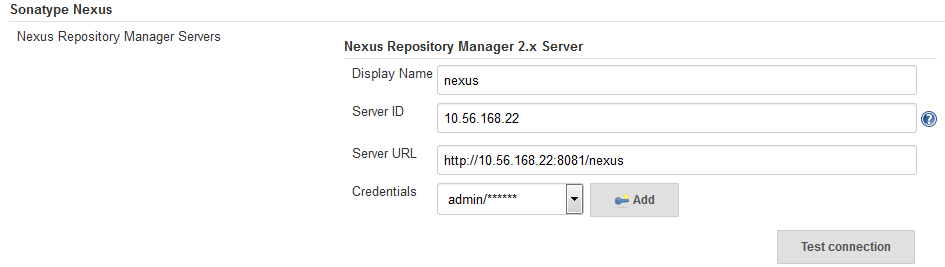 Sonatype Nexus
Nexus Repository Manager Servers
Nexus Repository Manager 2.x Server
Display Name nexus
Server ID 10.56.168.22 ?
Server URL http://10.56.168.22:8081/nexus
Credentials admin/****** Add
Test connection